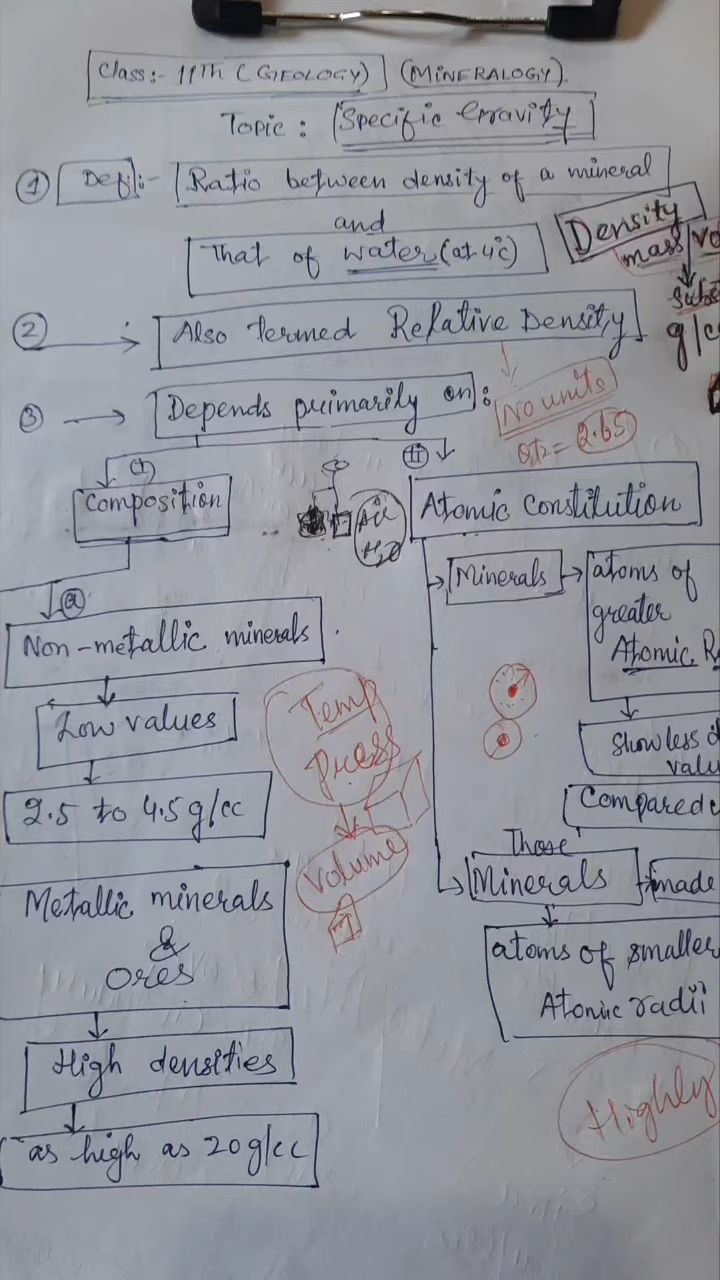 Class:- 11TH (GEOLOGY) (MINERALOGY).
Topic: Specific Gravity
① Def:- Ratio between density of a mineral
and
That of water (at 4°C)
Density
mass
② Also termed Relative Density
g/c
No units
Qtz = 2.65
③ Depends primarily on:
(i)
(ii)
Composition
Atomic Constitution
Air
H2O
(a)
Non-metallic minerals
Low values
2.5 to 4.5 g/cc
Metallic minerals
&
ores
High densities
as high as 20 g/cc
Temp
press
Volume
Minerals
atoms of
greater
Atomic R
Show less d
valu
Compared
Those
Minerals
made
atoms of smaller
Atomic radii
Highly